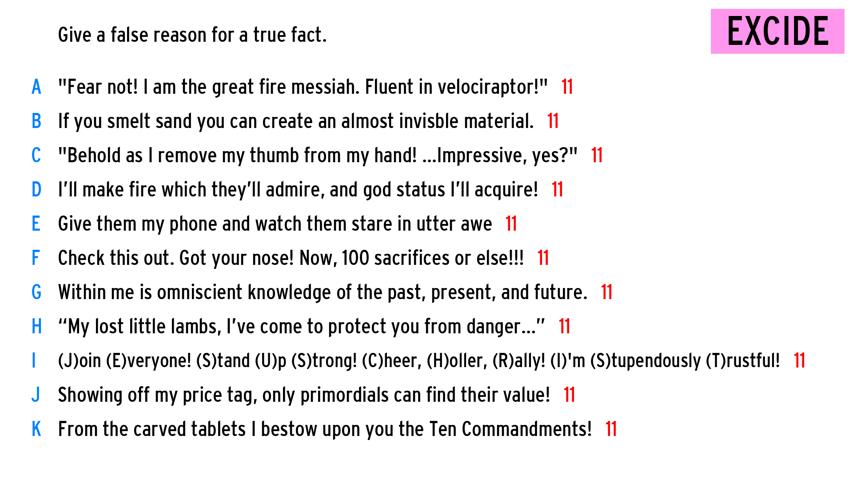 Give a false reason for a true fact.
EXCIDE
A "Fear not! I am the great fire messiah. Fluent in velociraptor!" 11
B If you smelt sand you can create an almost invisble material. 11
C "Behold as I remove my thumb from my hand! ...Impressive, yes?" 11
D I'll make fire which they'll admire, and god status I'll acquire! 11
E Give them my phone and watch them stare in utter awe 11
F Check this out. Got your nose! Now, 100 sacrifices or else!!! 11
G Within me is omniscient knowledge of the past, present, and future. 11
H “My lost little lambs, I've come to protect you from danger...” 11
I (J)oin (E)veryone! (S)tand (U)p (S)trong! (C)heer, (H)oller, (R)ally! (I)'m (S)tupendously (T)rustful! 11
J Showing off my price tag, only primordials can find their value! 11
K From the carved tablets I bestow upon you the Ten Commandments! 11